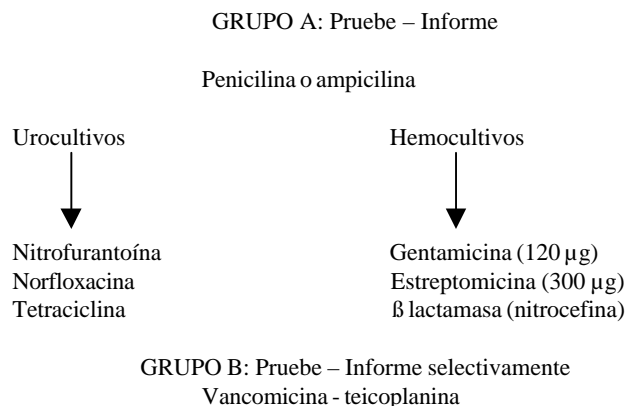 GRUPO A: Pruebe – Informe
Penicilina o ampicilina
Urocultivos
Hemocultivos
Nitrofurantoína
Gentamicina (120 µg)
Norfloxacina
Estreptomicina (300 µg)
Tetraciclina
ß lactamasa (nitrocefina)
GRUPO B: Pruebe – Informe selectivamente
Vancomicina - teicoplanina